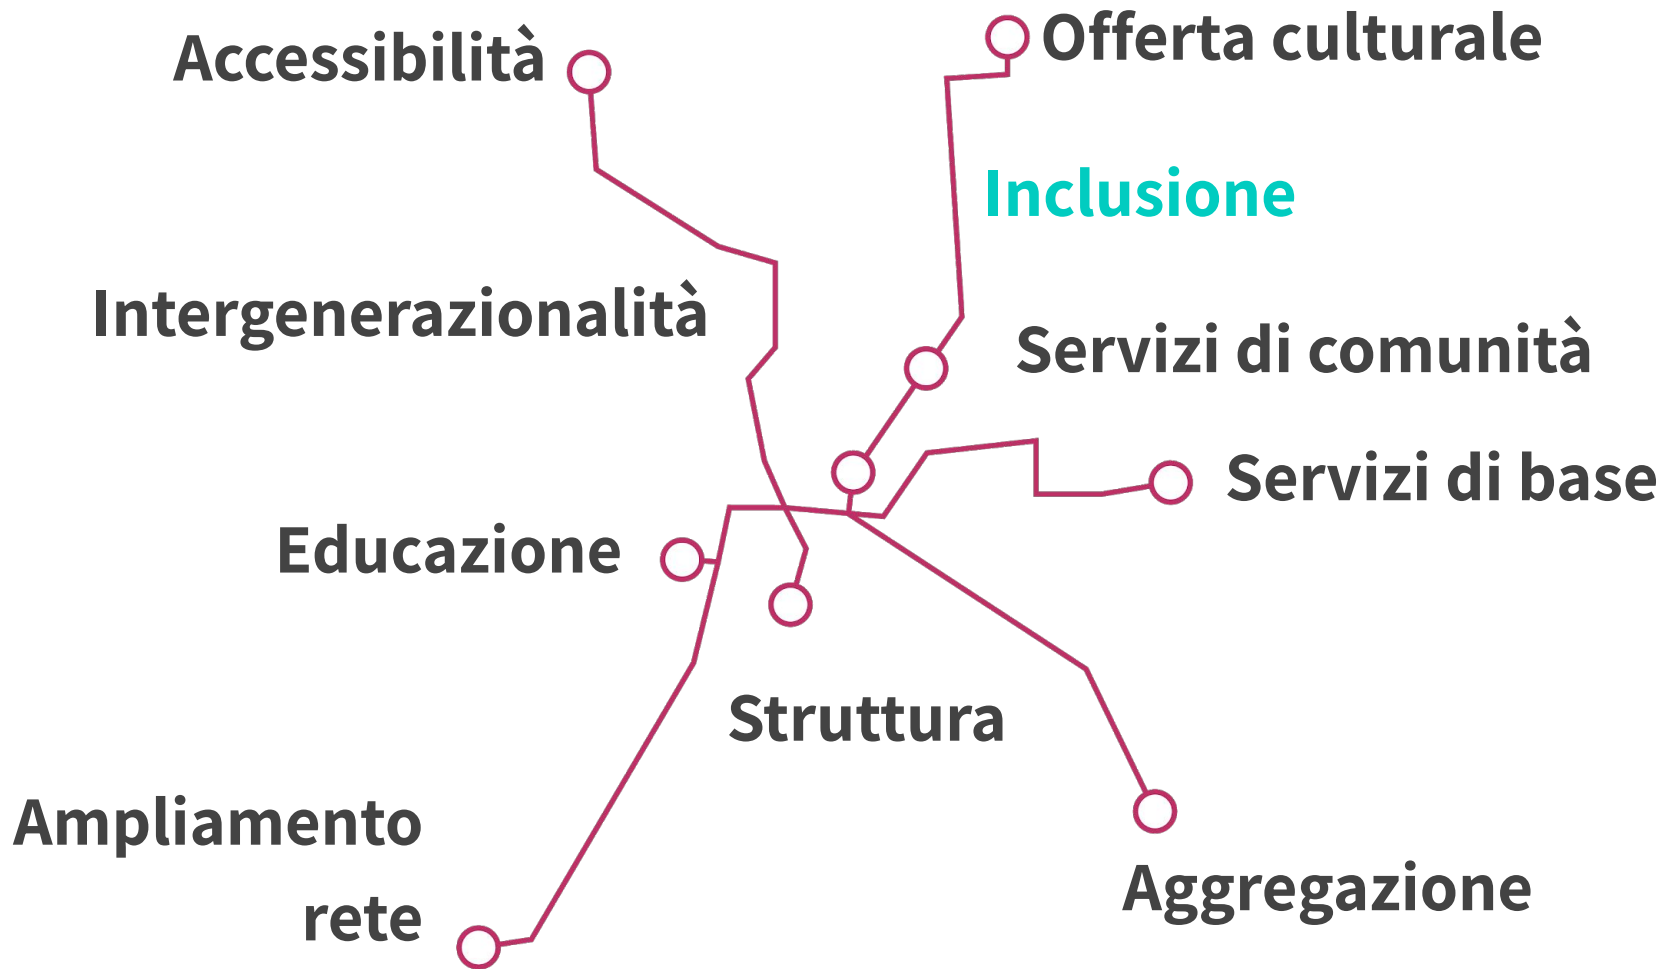 Accessibilità
Offerta culturale
Inclusione
Intergenerazionalità
Servizi di comunità
Servizi di base
Educazione
Struttura
Ampliamento
rete
Aggregazione